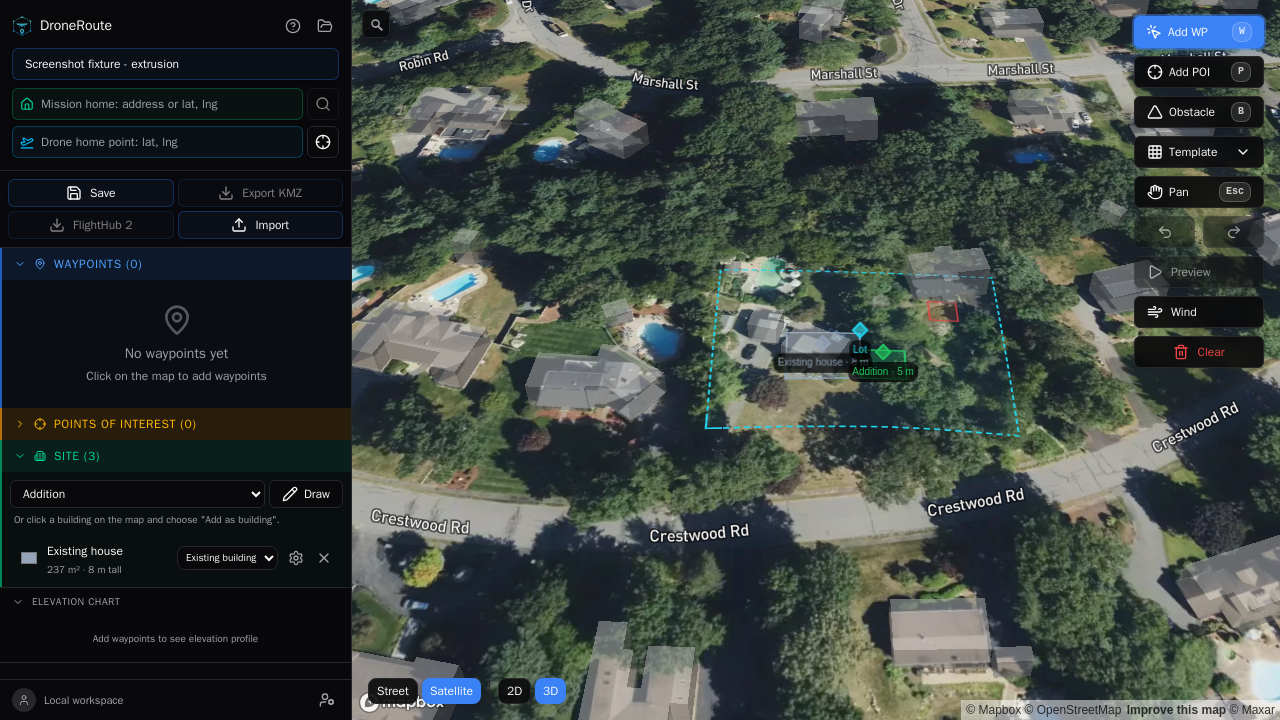 DroneRoute
Screenshot fixture - extrusion
Mission home: address or lat, lng
Drone home point: lat, lng
Save
Export KMZ
FlightHub 2
Import
WAYPOINTS (0)
No waypoints yet
Click on the map to add waypoints
POINTS OF INTEREST (0)
SITE (3)
Addition
Draw
Or click a building on the map and choose "Add as building".
Existing house
237 m² · 8 m tall
Existing building
ELEVATION CHART
Add waypoints to see elevation profile
Local workspace
Robin Rd
Dr
Dr
Marshall St
Marshall St
Marshall St
Lot
Existing house ·
Addition · 5 m
Crestwood Rd
Crestwood Rd
Crestwood Rd
Crestwood Rd
Add WP W
Add POI P
Obstacle B
Template
Pan Esc
Preview
Wind
Clear
Street
Satellite
2D
3D
mapbox
© Mapbox © OpenStreetMap Improve this map © Maxar